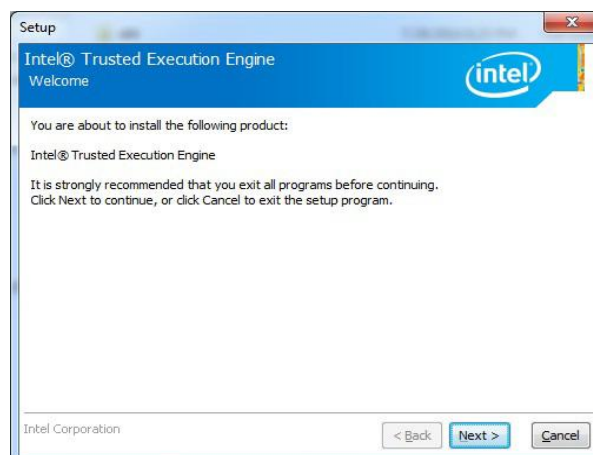 Setup
Intel® Trusted Execution Engine
Welcome
intel
You are about to install the following product:
Intel® Trusted Execution Engine
It is strongly recommended that you exit all programs before continuing.
Click Next to continue, or click Cancel to exit the setup program.
Intel Corporation
< Back Next > Cancel